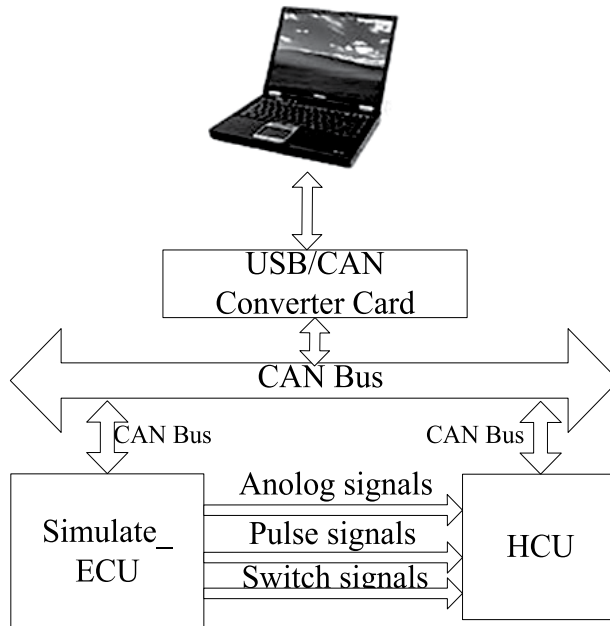 USB/CAN
Converter Card
CAN Bus
CAN Bus
CAN Bus
Simulate_
ECU
Anolog signals
Pulse signals
Switch signals
HCU